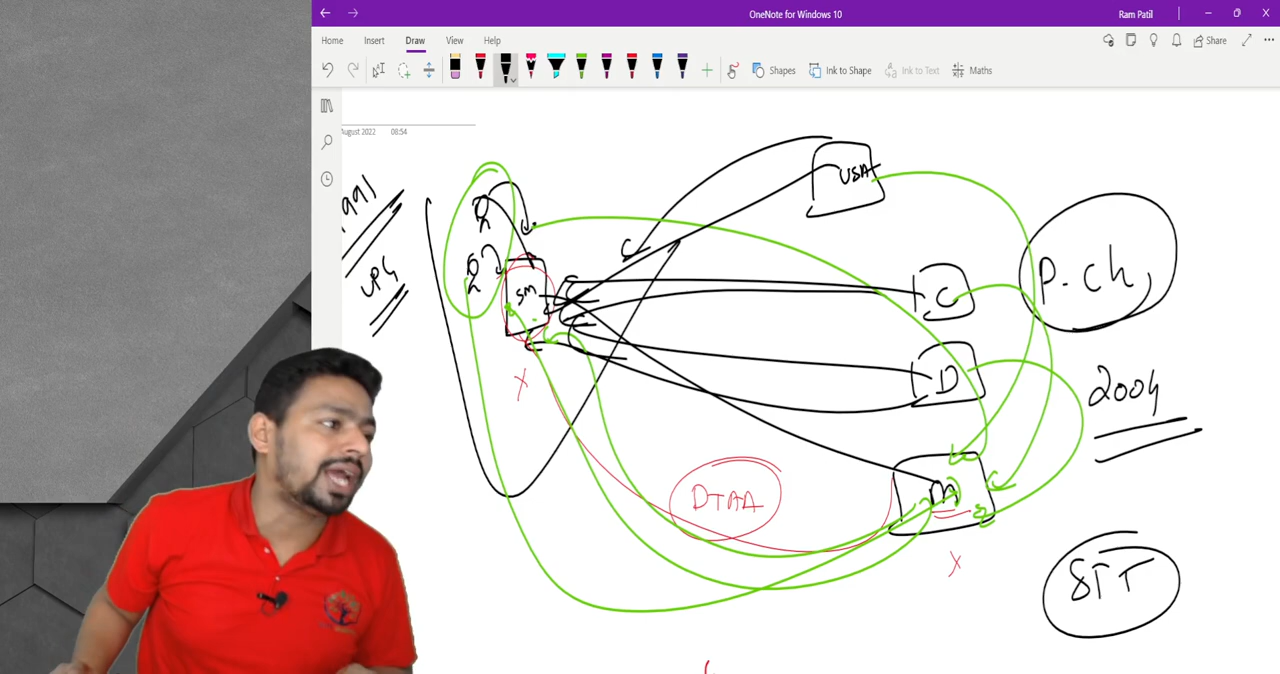 OneNote for Windows 10
Ram Patil
Home Insert Draw View Help
Share
Shapes
Ink to Shape
Ink to Text
Maths
August 2022 08:54
USA
1991
P. Ch,
SM
C
D
2004
DTAA
M
X
X
STT